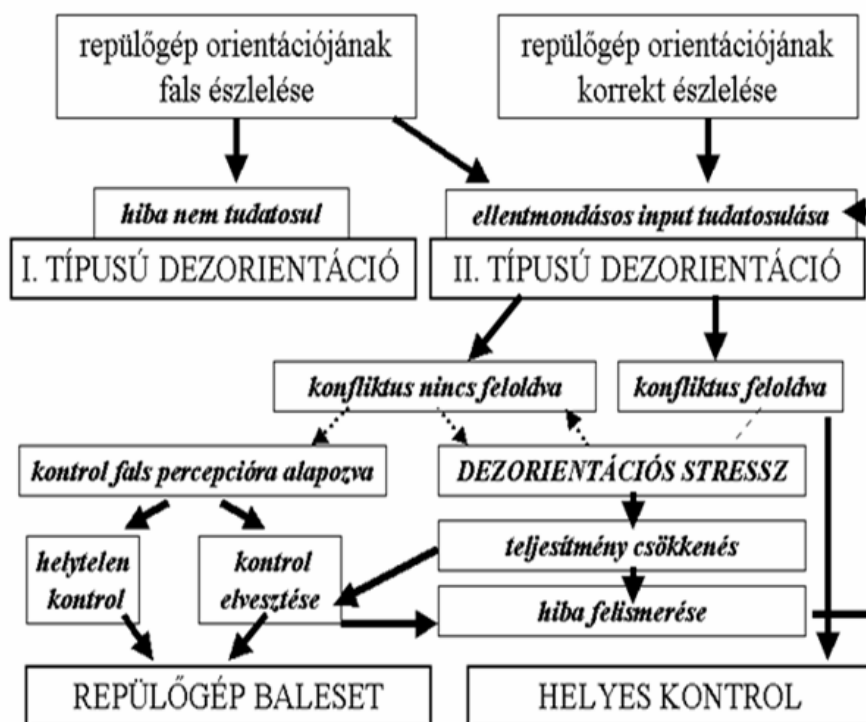 repülőgép orientációjának
fals észlelése
repülőgép orientációjának
korrekt észlelése
hiba nem tudatosul
ellentmondásos input tudatosulása
I. TÍPUSÚ DEZORIENTÁCIÓ
II. TÍPUSÚ DEZORIENTÁCIÓ
konfliktus nincs feloldva
konfliktus feloldva
kontrol fals percepcióra alapozva
DEZORIENTÁCIÓS STRESSZ
helytelen
kontrol
kontrol
elvesztése
teljesítmény csökkenés
hiba felismerése
REPÜLŐGÉP BALESET
HELYES KONTROL